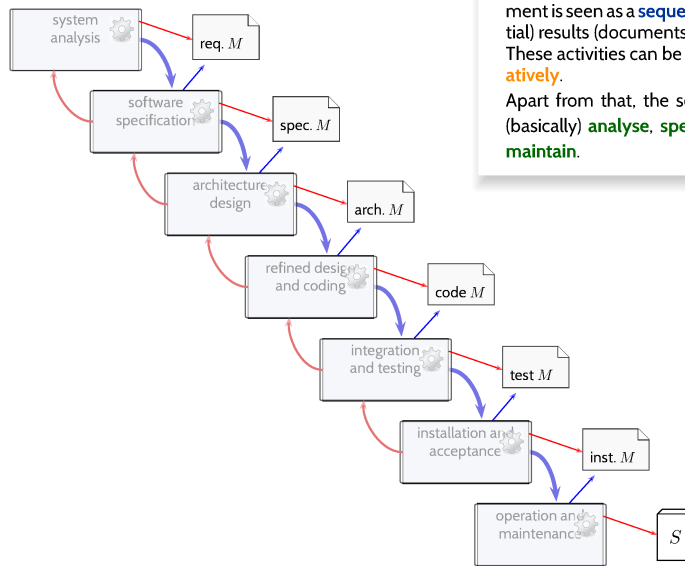 system
analysis
req. M
software
specification
spec. M
architecture
design
arch. M
refined design
and coding
code M
integration
and testing
test M
installation and
acceptance
inst. M
operation and
maintenance
S
ment is seen as a seque
tial) results (documents
These activities can be
atively.
Apart from that, the s
(basically) analyse, spe
maintain.